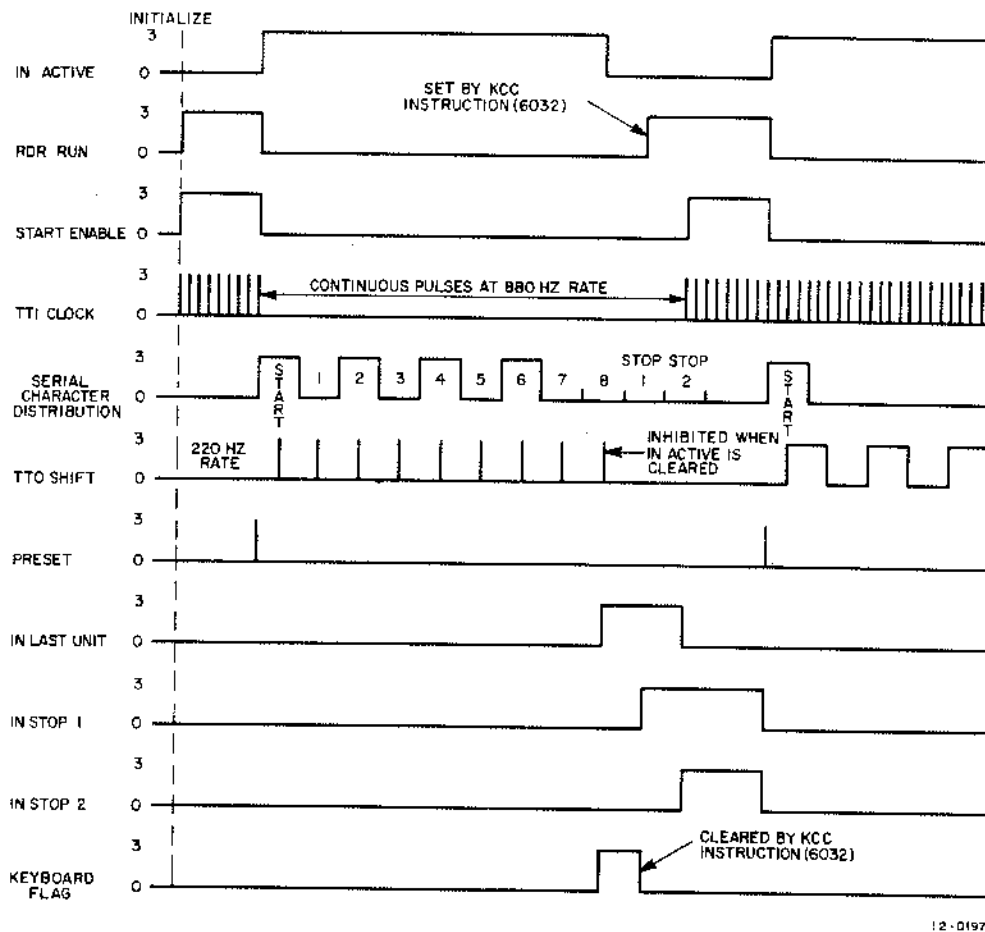 INITIALIZE
3
IN ACTIVE 0
SET BY KCC
INSTRUCTION (6032)
3
RDR RUN 0
3
START ENABLE 0
3
CONTINUOUS PULSES AT 880 HZ RATE
TTI CLOCK 0
3
STOP STOP
START 1 2 3 4 5 6 7 8 1 2 START
SERIAL 0
CHARACTER
DISTRIBUTION
3
220 HZ
RATE
INHIBITED WHEN
IN ACTIVE IS
CLEARED
TTO SHIFT 0
3
PRESET 0
3
IN LAST UNIT 0
3
IN STOP 1 0
3
IN STOP 2 0
3
CLEARED BY KCC
INSTRUCTION (6032)
KEYBOARD 0
FLAG
12-0197